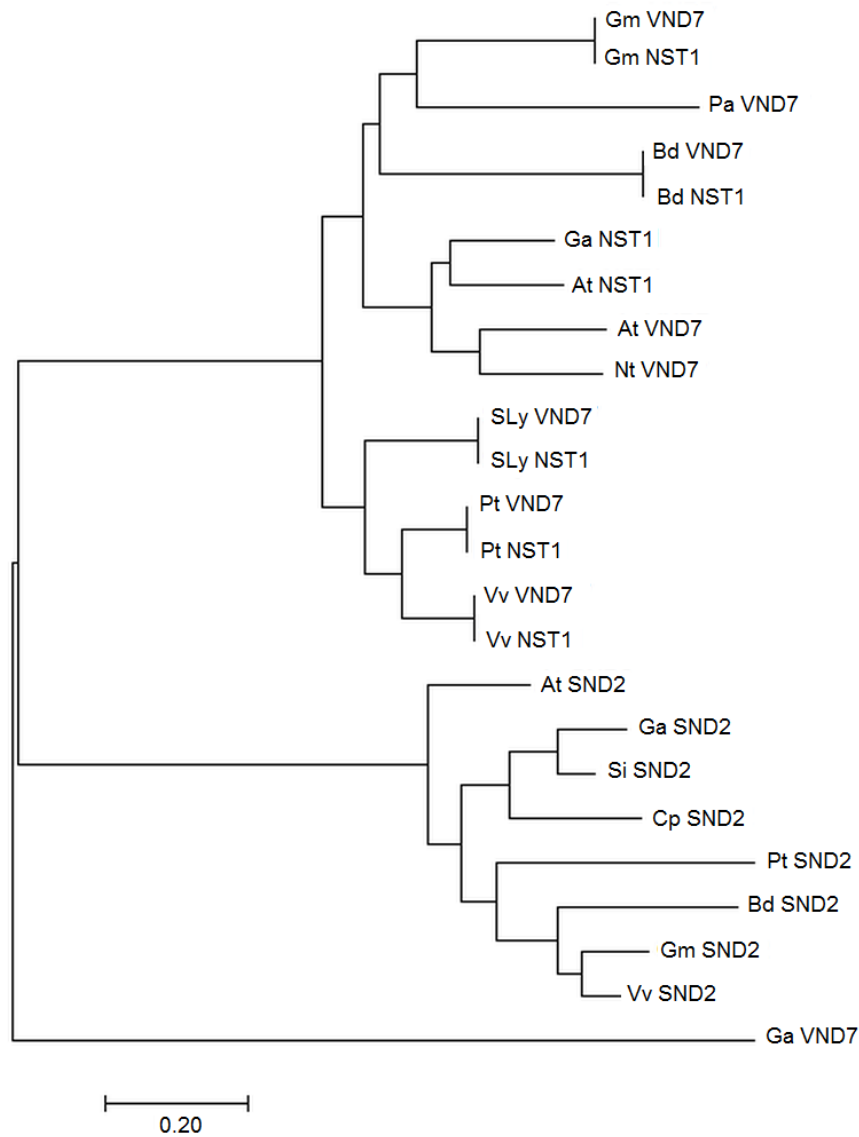 Gm VND7
Gm NST1
Pa VND7
Bd VND7
Bd NST1
Ga NST1
At NST1
At VND7
Nt VND7
SLy VND7
SLy NST1
Pt VND7
Pt NST1
Vv VND7
Vv NST1
At SND2
Ga SND2
Si SND2
Cp SND2
Pt SND2
Bd SND2
Gm SND2
Vv SND2
Ga VND7
0.20